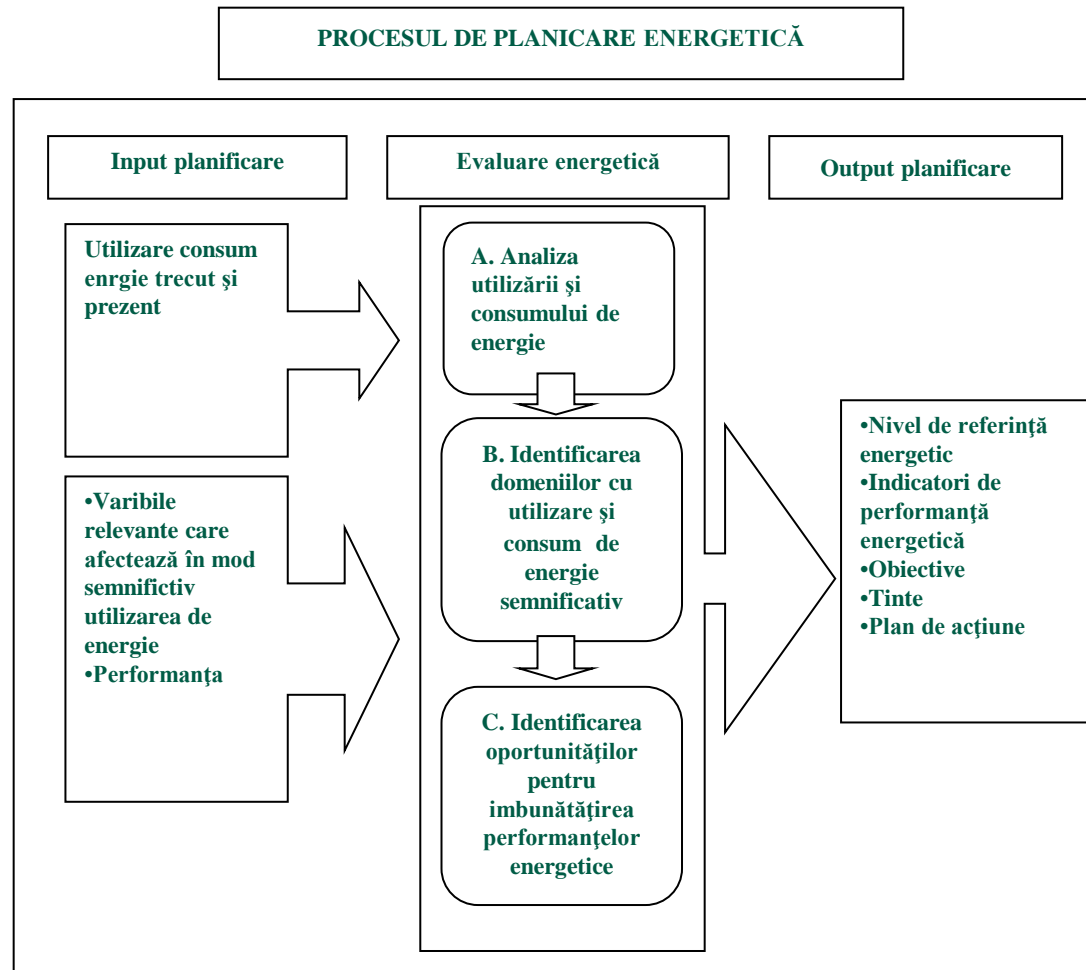 PROCESUL DE PLANICARE ENERGETICĂ
Input planificare
Evaluare energetică
Output planificare
Utilizare consum
enrgie trecut şi
prezent
•Varibile
relevante care
afectează în mod
semnifictiv
utilizarea de
energie
•Performanţa
A. Analiza
utilizării şi
consumului de
energie
B. Identificarea
domeniilor cu
utilizare şi
consum de
energie
semnificativ
C. Identificarea
oportunităţilor
pentru
imbunătăţirea
performanţelor
energetice
•Nivel de referinţă
energetic
•Indicatori de
performanţă
energetică
•Obiective
•Tinte
•Plan de acţiune